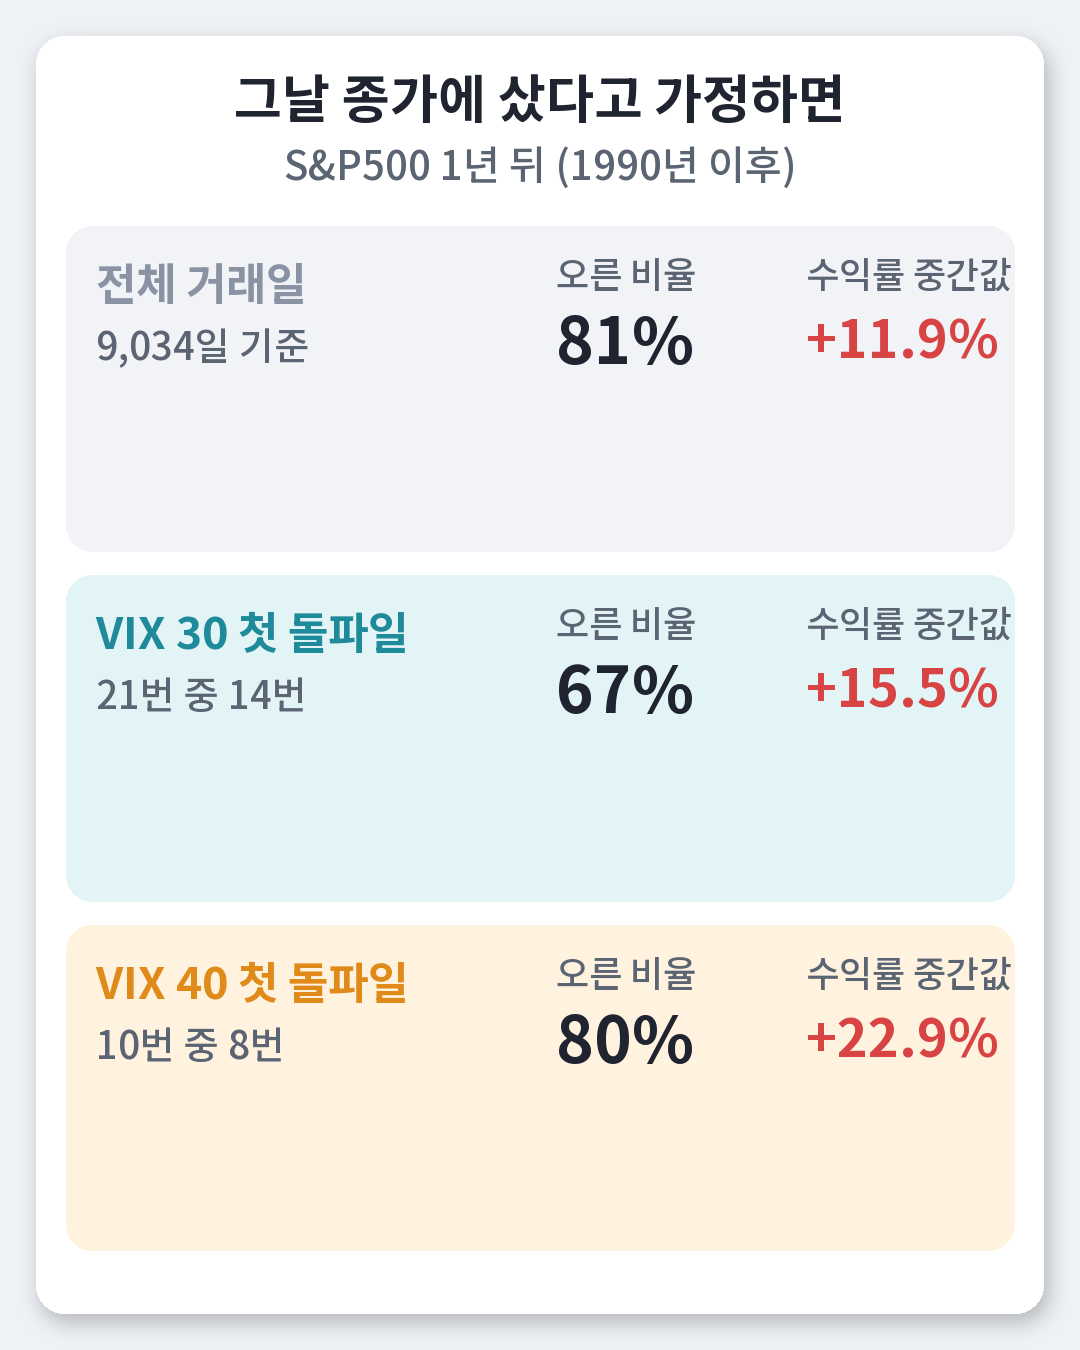 그날 종가에 샀다고 가정하면
S&P500 1년 뒤 (1990년 이후)
전체 거래일
9,034일 기준
오른 비율
81%
수익률 중간값
+11.9%
VIX 30 첫 돌파일
21번 중 14번
오른 비율
67%
수익률 중간값
+15.5%
VIX 40 첫 돌파일
10번 중 8번
오른 비율
80%
수익률 중간값
+22.9%